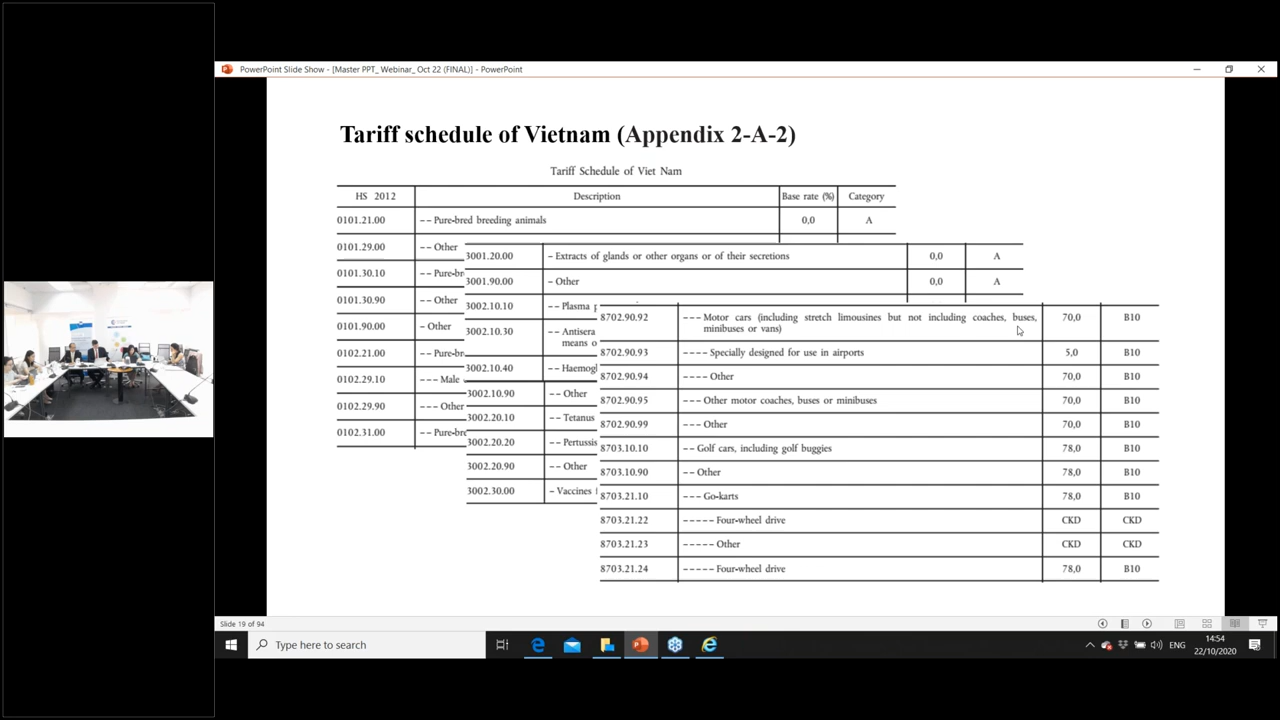 PowerPoint Slide Show - [Master PPT_ Webinar_ Oct 22 (FINAL)] - PowerPoint
Tariff schedule of Vietnam (Appendix 2-A-2)
Tariff Schedule of Viet Nam
HS 2012 Description Base rate (%) Category
0101.21.00 -- Pure-bred breeding animals 0,0 A
0101.29.00 -- Other
0101.30.10 -- Pure-br
0101.30.90 -- Other
0101.90.00 - Other
0102.21.00 -- Pure-br
0102.29.10 --- Male
0102.29.90 --- Other
0102.31.00 -- Pure-bre
3001.20.00 - Extracts of glands or other organs or of their secretions 0,0 A
3001.90.00 - Other 0,0 A
3002.10.10 -- Plasma p
3002.10.30 -- Antisera
means o
3002.10.40 -- Haemogl
3002.10.90 -- Other
3002.20.10 -- Tetanus
3002.20.20 -- Pertussis
3002.20.90 -- Other
3002.30.00 - Vaccines
8702.90.92 --- Motor cars (including stretch limousines but not including coaches, buses, 70,0 B10
minibuses or vans)
8702.90.93 ---- Specially designed for use in airports 5,0 B10
8702.90.94 ---- Other 70,0 B10
8702.90.95 --- Other motor coaches, buses or minibuses 70,0 B10
8702.90.99 --- Other 70,0 B10
8703.10.10 -- Golf cars, including golf buggies 78,0 B10
8703.10.90 -- Other 78,0 B10
8703.21.10 --- Go-karts 78,0 B10
8703.21.22 ----- Four-wheel drive CKD CKD
8703.21.23 ----- Other CKD CKD
8703.21.24 ----- Four-wheel drive 78,0 B10
Slide 19 of 94
Type here to search
ENG
14:54
22/10/2020